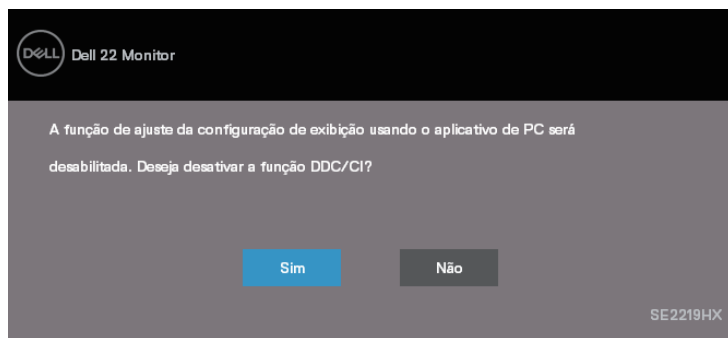 DELL Dell 22 Monitor
A função de ajuste da configuração de exibição usando o aplicativo de PC será
desabilitada. Deseja desativar a função DDC/CI?
Sim Não
SE2219HX